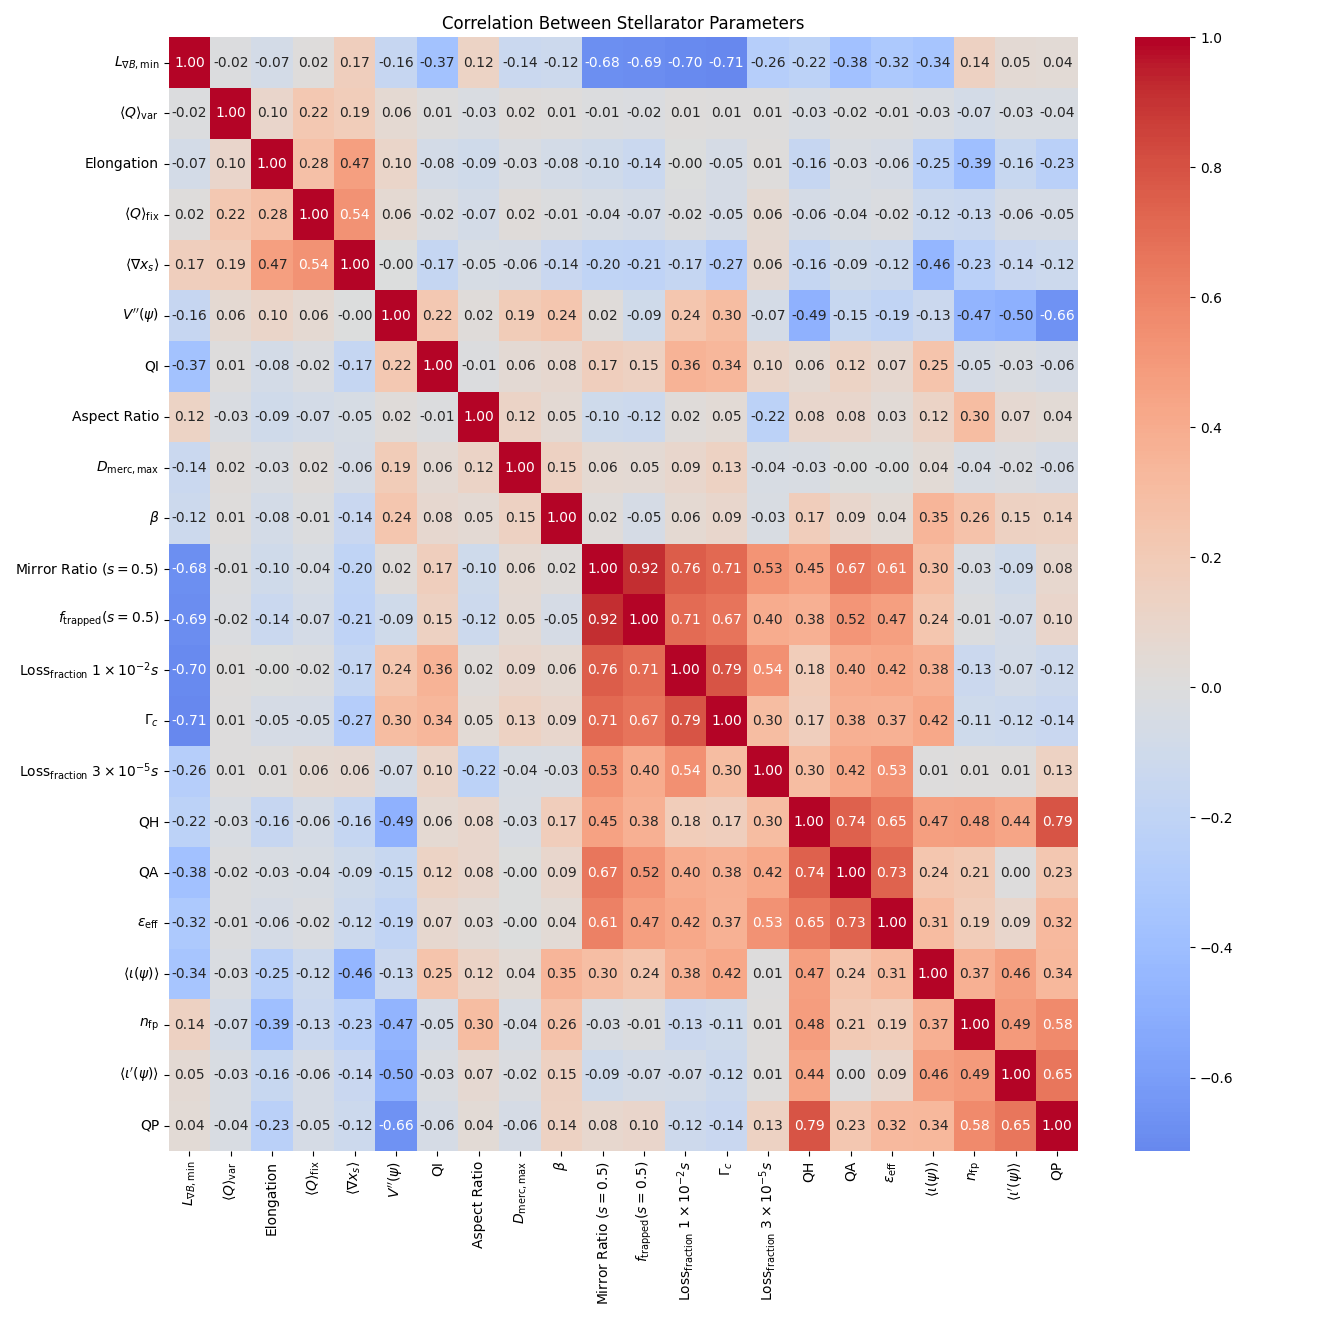 Correlation Between Stellarator Parameters
L∇B,min 1.00 -0.02 -0.07 0.02 0.17 -0.16 -0.37 0.12 -0.14 -0.12 -0.68 -0.69 -0.70 -0.71 -0.26 -0.22 -0.38 -0.32 -0.34 0.14 0.05 0.04
⟨Q⟩var -0.02 1.00 0.10 0.22 0.19 0.06 0.01 -0.03 0.02 0.01 -0.01 -0.02 0.01 0.01 0.01 -0.03 -0.02 -0.01 -0.03 -0.07 -0.03 -0.04
Elongation -0.07 0.10 1.00 0.28 0.47 0.10 -0.08 -0.09 -0.03 -0.08 -0.10 -0.14 -0.00 -0.05 0.01 -0.16 -0.03 -0.06 -0.25 -0.39 -0.16 -0.23
⟨Q⟩fix 0.02 0.22 0.28 1.00 0.54 0.06 -0.02 -0.07 0.02 -0.01 -0.04 -0.07 -0.02 -0.05 0.06 -0.06 -0.04 -0.02 -0.12 -0.13 -0.06 -0.05
⟨∇xs⟩ 0.17 0.19 0.47 0.54 1.00 -0.00 -0.17 -0.05 -0.06 -0.14 -0.20 -0.21 -0.17 -0.27 0.06 -0.16 -0.09 -0.12 -0.46 -0.23 -0.14 -0.12
V′′(ψ) -0.16 0.06 0.10 0.06 -0.00 1.00 0.22 0.02 0.19 0.24 0.02 -0.09 0.24 0.30 -0.07 -0.49 -0.15 -0.19 -0.13 -0.47 -0.50 -0.66
QI -0.37 0.01 -0.08 -0.02 -0.17 0.22 1.00 -0.01 0.06 0.08 0.17 0.15 0.36 0.34 0.10 0.06 0.12 0.07 0.25 -0.05 -0.03 -0.06
Aspect Ratio 0.12 -0.03 -0.09 -0.07 -0.05 0.02 -0.01 1.00 0.12 0.05 -0.10 -0.12 0.02 0.05 -0.22 0.08 0.08 0.03 0.12 0.30 0.07 0.04
Dmerc,max -0.14 0.02 -0.03 0.02 -0.06 0.19 0.06 0.12 1.00 0.15 0.06 0.05 0.09 0.13 -0.04 -0.03 -0.00 -0.00 0.04 -0.04 -0.02 -0.06
β -0.12 0.01 -0.08 -0.01 -0.14 0.24 0.08 0.05 0.15 1.00 0.02 -0.05 0.06 0.09 -0.03 0.17 0.09 0.04 0.35 0.26 0.15 0.14
Mirror Ratio (s = 0.5) -0.68 -0.01 -0.10 -0.04 -0.20 0.02 0.17 -0.10 0.06 0.02 1.00 0.92 0.76 0.71 0.53 0.45 0.67 0.61 0.30 -0.03 -0.09 0.08
ftrapped(s = 0.5) -0.69 -0.02 -0.14 -0.07 -0.21 -0.09 0.15 -0.12 0.05 -0.05 0.92 1.00 0.71 0.67 0.40 0.38 0.52 0.47 0.24 -0.01 -0.07 0.10
Lossfraction 1 × 10−2s -0.70 0.01 -0.00 -0.02 -0.17 0.24 0.36 0.02 0.09 0.06 0.76 0.71 1.00 0.79 0.54 0.18 0.40 0.42 0.38 -0.13 -0.07 -0.12
Γc -0.71 0.01 -0.05 -0.05 -0.27 0.30 0.34 0.05 0.13 0.09 0.71 0.67 0.79 1.00 0.30 0.17 0.38 0.37 0.42 -0.11 -0.12 -0.14
Lossfraction 3 × 10−5s -0.26 0.01 0.01 0.06 0.06 -0.07 0.10 -0.22 -0.04 -0.03 0.53 0.40 0.54 0.30 1.00 0.30 0.42 0.53 0.01 0.01 0.01 0.13
QH -0.22 -0.03 -0.16 -0.06 -0.16 -0.49 0.06 0.08 -0.03 0.17 0.45 0.38 0.18 0.17 0.30 1.00 0.74 0.65 0.47 0.48 0.44 0.79
QA -0.38 -0.02 -0.03 -0.04 -0.09 -0.15 0.12 0.08 -0.00 0.09 0.67 0.52 0.40 0.38 0.42 0.74 1.00 0.73 0.24 0.21 0.00 0.23
εeff -0.32 -0.01 -0.06 -0.02 -0.12 -0.19 0.07 0.03 -0.00 0.04 0.61 0.47 0.42 0.37 0.53 0.65 0.73 1.00 0.31 0.19 0.09 0.32
⟨ι(ψ)⟩ -0.34 -0.03 -0.25 -0.12 -0.46 -0.13 0.25 0.12 0.04 0.35 0.30 0.24 0.38 0.42 0.01 0.47 0.24 0.31 1.00 0.37 0.46 0.34
nfp 0.14 -0.07 -0.39 -0.13 -0.23 -0.47 -0.05 0.30 -0.04 0.26 -0.03 -0.01 -0.13 -0.11 0.01 0.48 0.21 0.19 0.37 1.00 0.49 0.58
⟨ι′(ψ)⟩ 0.05 -0.03 -0.16 -0.06 -0.14 -0.50 -0.03 0.07 -0.02 0.15 -0.09 -0.07 -0.07 -0.12 0.01 0.44 0.00 0.09 0.46 0.49 1.00 0.65
QP 0.04 -0.04 -0.23 -0.05 -0.12 -0.66 -0.06 0.04 -0.06 0.14 0.08 0.10 -0.12 -0.14 0.13 0.79 0.23 0.32 0.34 0.58 0.65 1.00
L∇B,min
⟨Q⟩var
Elongation
⟨Q⟩fix
⟨∇xs⟩
V′′(ψ)
QI
Aspect Ratio
Dmerc,max
β
Mirror Ratio (s = 0.5)
ftrapped(s = 0.5)
Lossfraction 1 × 10−2s
Γc
Lossfraction 3 × 10−5s
QH
QA
εeff
⟨ι(ψ)⟩
nfp
⟨ι′(ψ)⟩
QP
1.0
0.8
0.6
0.4
0.2
0.0
−0.2
−0.4
−0.6